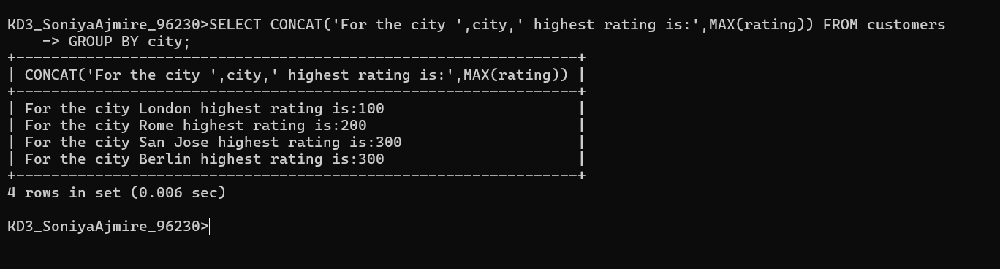 KD3_SoniyaAjmire_96230>SELECT CONCAT('For the city ',city,' highest rating is:',MAX(rating)) FROM customers
    -> GROUP BY city;
+----------------------------------------------------------------+
| CONCAT('For the city ',city,' highest rating is:',MAX(rating)) |
+----------------------------------------------------------------+
| For the city London highest rating is:100                      |
| For the city Rome highest rating is:200                        |
| For the city San Jose highest rating is:300                    |
| For the city Berlin highest rating is:300                      |
+----------------------------------------------------------------+
4 rows in set (0.006 sec)
KD3_SoniyaAjmire_96230>